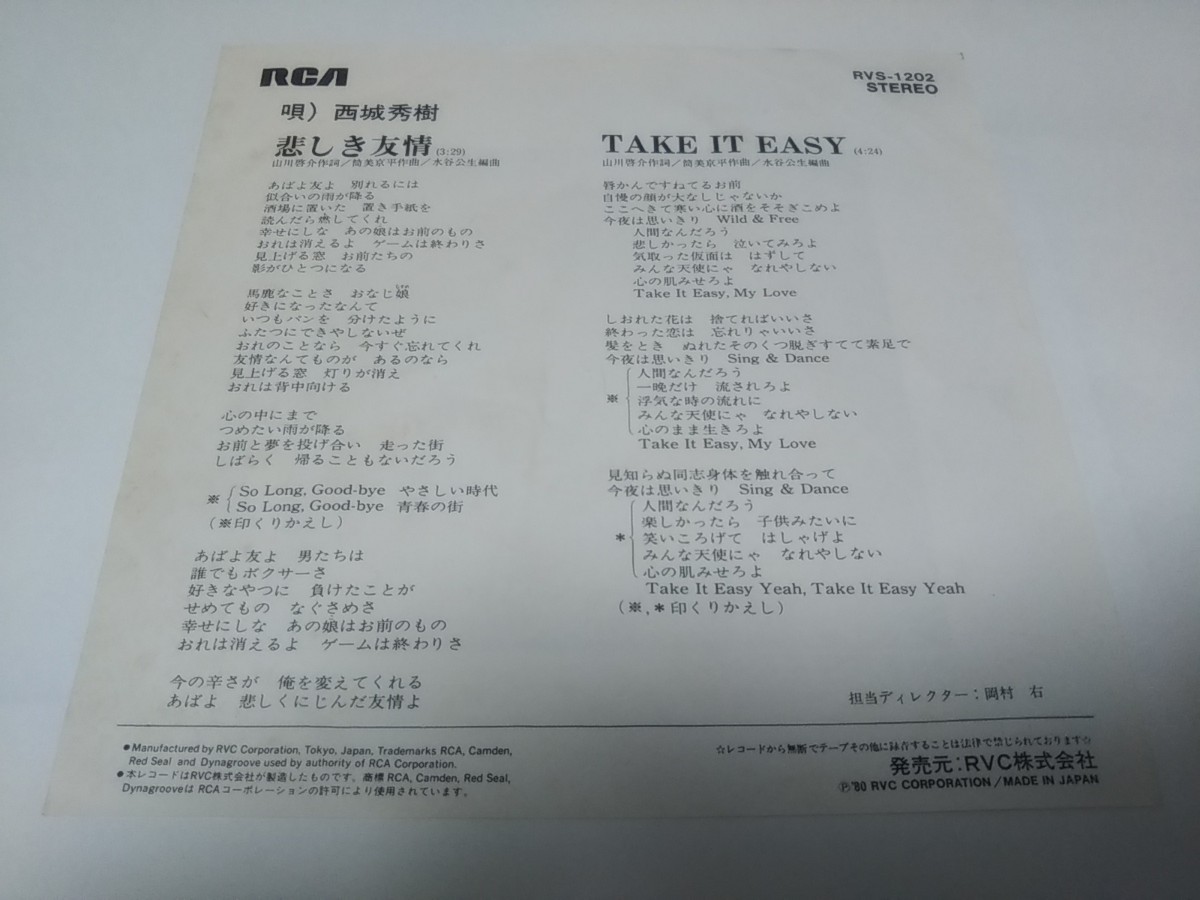 RCA
RVS-1202
STEREO
唄）西城秀樹
悲しき友情(3:29)
山川啓介作詞／筒美京平作曲／水谷公生編曲
あばよ友よ　別れるには
似合いの雨が降る
酒場に置いた　置き手紙を
読んだら燃してくれ
幸せにしな　あの娘はお前のもの
おれは消えるよ　ゲームは終わりさ
見上げる窓　お前たちの
影がひとつになる
馬鹿なことさ　おなじ娘
好きになったなんて
いつもパンを　分けたように
ふたつにできやしないぜ
おれのことなら　今すぐ忘れてくれ
友情なんてものが　あるのなら
見上げる窓　灯りが消え
おれは背中向ける
心の中にまで
つめたい雨が降る
お前と夢を投げ合い　走った街
しばらく　帰ることもないだろう
※ So Long, Good-bye　やさしい時代
So Long, Good-bye　青春の街
（※印くりかえし）
あばよ友よ　男たちは
誰でもボクサーさ
好きなやつに　負けたことが
せめてもの　なぐさめさ
幸せにしな　あの娘はお前のもの
おれは消えるよ　ゲームは終わりさ
今の辛さが　俺を変えてくれる
あばよ　悲しくにじんだ友情よ
TAKE IT EASY(4:24)
山川啓介作詞／筒美京平作曲／水谷公生編曲
唇かんですねてるお前
自慢の顔が大なしじゃないか
ここへきて寒い心に酒をそそぎこめよ
今夜は思いきり　Wild & Free
人間なんだろう
悲しかったら　泣いてみろよ
気取った仮面は　はずして
みんな天使にゃ　なれやしない
心の肌みせろよ
Take It Easy, My Love
しおれた花は　捨てればいいさ
終わった恋は　忘れりゃいいさ
髪をとき　ぬれたそのくつ脱ぎすてて素足で
今夜は思いきり　Sing & Dance
人間なんだろう
一晩だけ　流されろよ
※ 浮気な時の流れに
みんな天使にゃ　なれやしない
心のまま生きろよ
Take It Easy, My Love
見知らぬ同志身体を触れ合って
今夜は思いきり　Sing & Dance
人間なんだろう
楽しかったら　子供みたいに
* 笑いころげて　はしゃげよ
みんな天使にゃ　なれやしない
心の肌みせろよ
Take It Easy Yeah, Take It Easy Yeah
（※,＊印くりかえし）
担当ディレクター：岡村　右
●Manufactured by RVC Corporation, Tokyo, Japan, Trademarks RCA, Camden,
Red Seal and Dynagroove used by authority of RCA Corporation.
●本レコードはRVC株式会社が製造したものです。商標RCA, Camden, Red Seal,
Dynagrooveは RCAコーポレーションの許可により使用されています。
☆レコードから無断でテープその他に録音することは法律で禁じられております☆
発売元：RVC株式会社
Ⓟ'80 RVC CORPORATION／MADE IN JAPAN